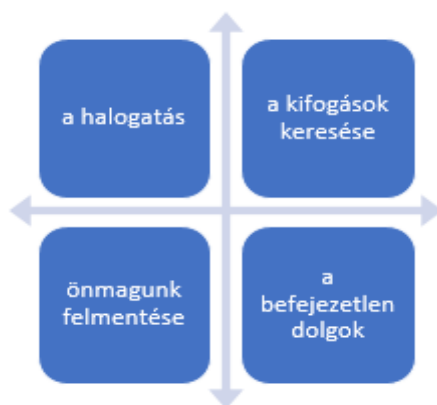 a halogatás
a kifogások
keresése
önmagunk
felmentése
a
befejezetlen
dolgok